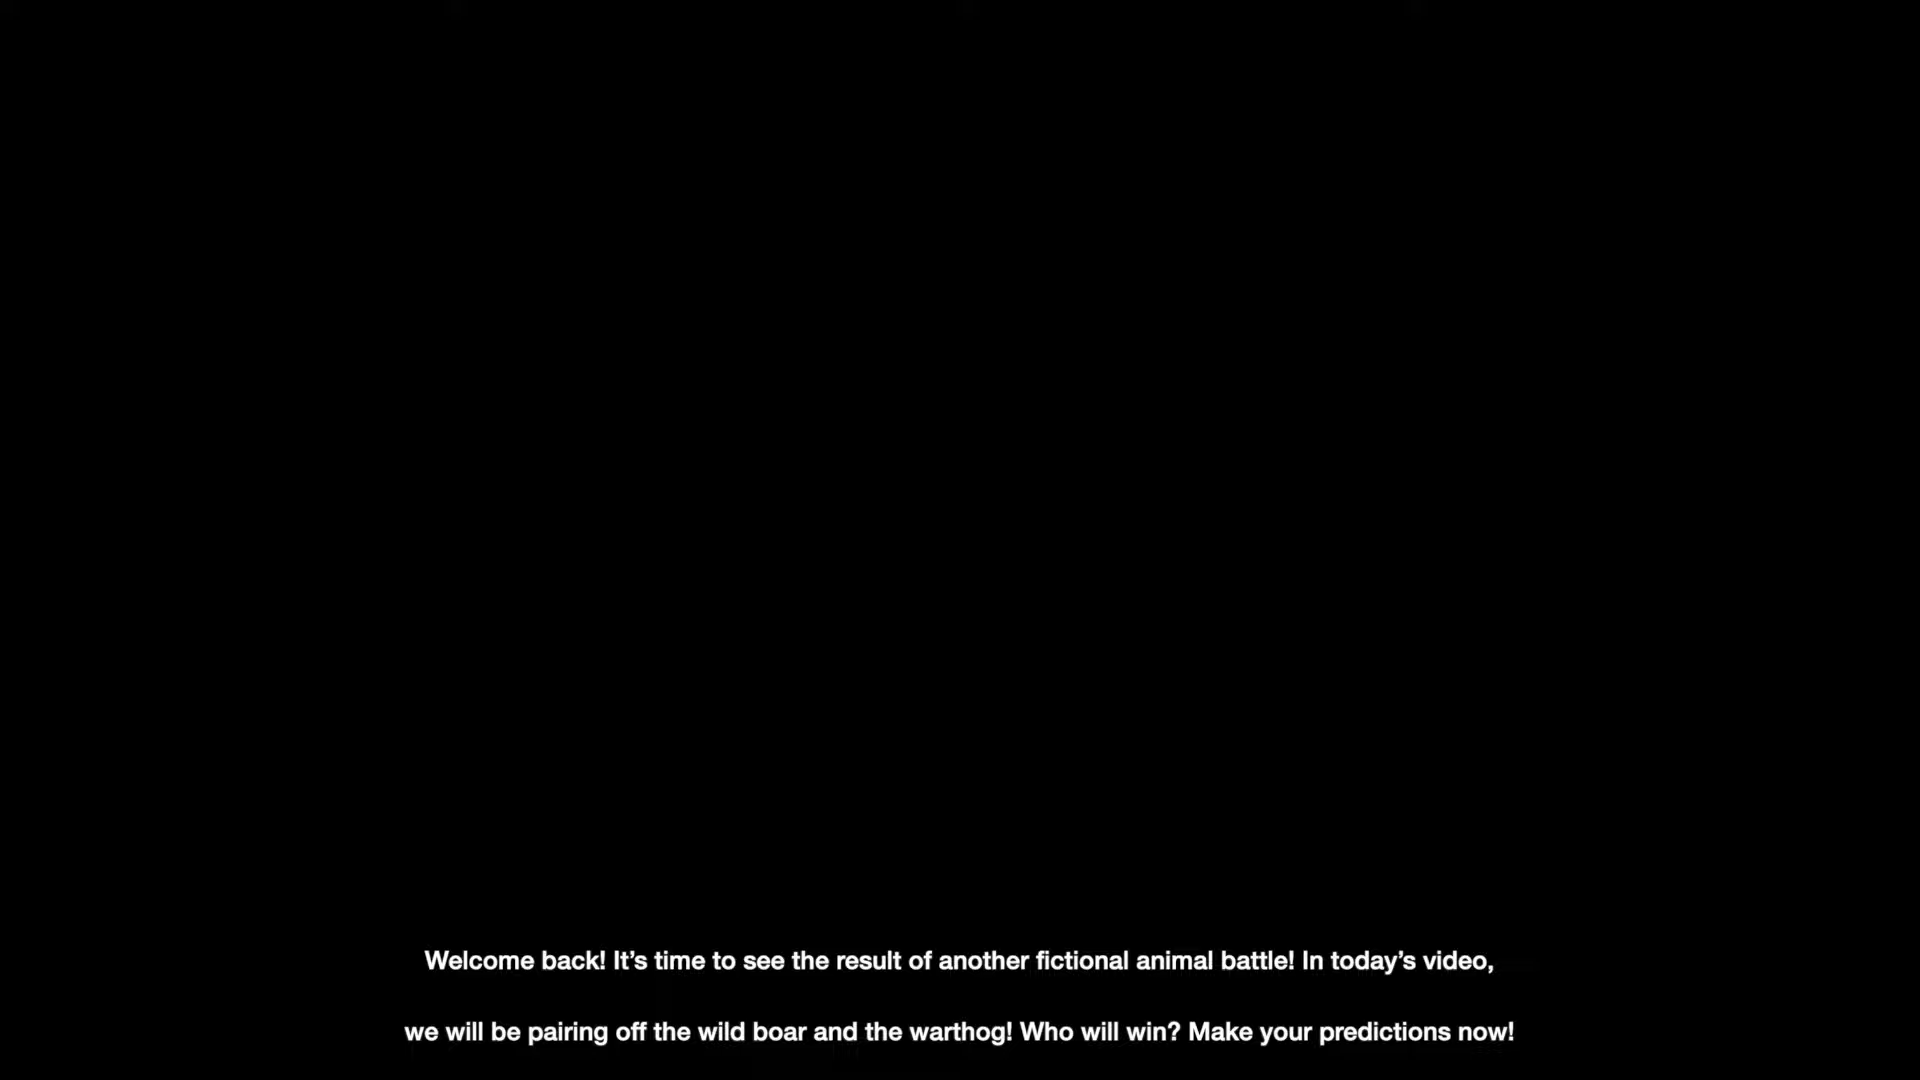 Welcome back! It’s time to see the result of another fictional animal battle! In today’s video,
we will be pairing off the wild boar and the warthog! Who will win? Make your predictions now!